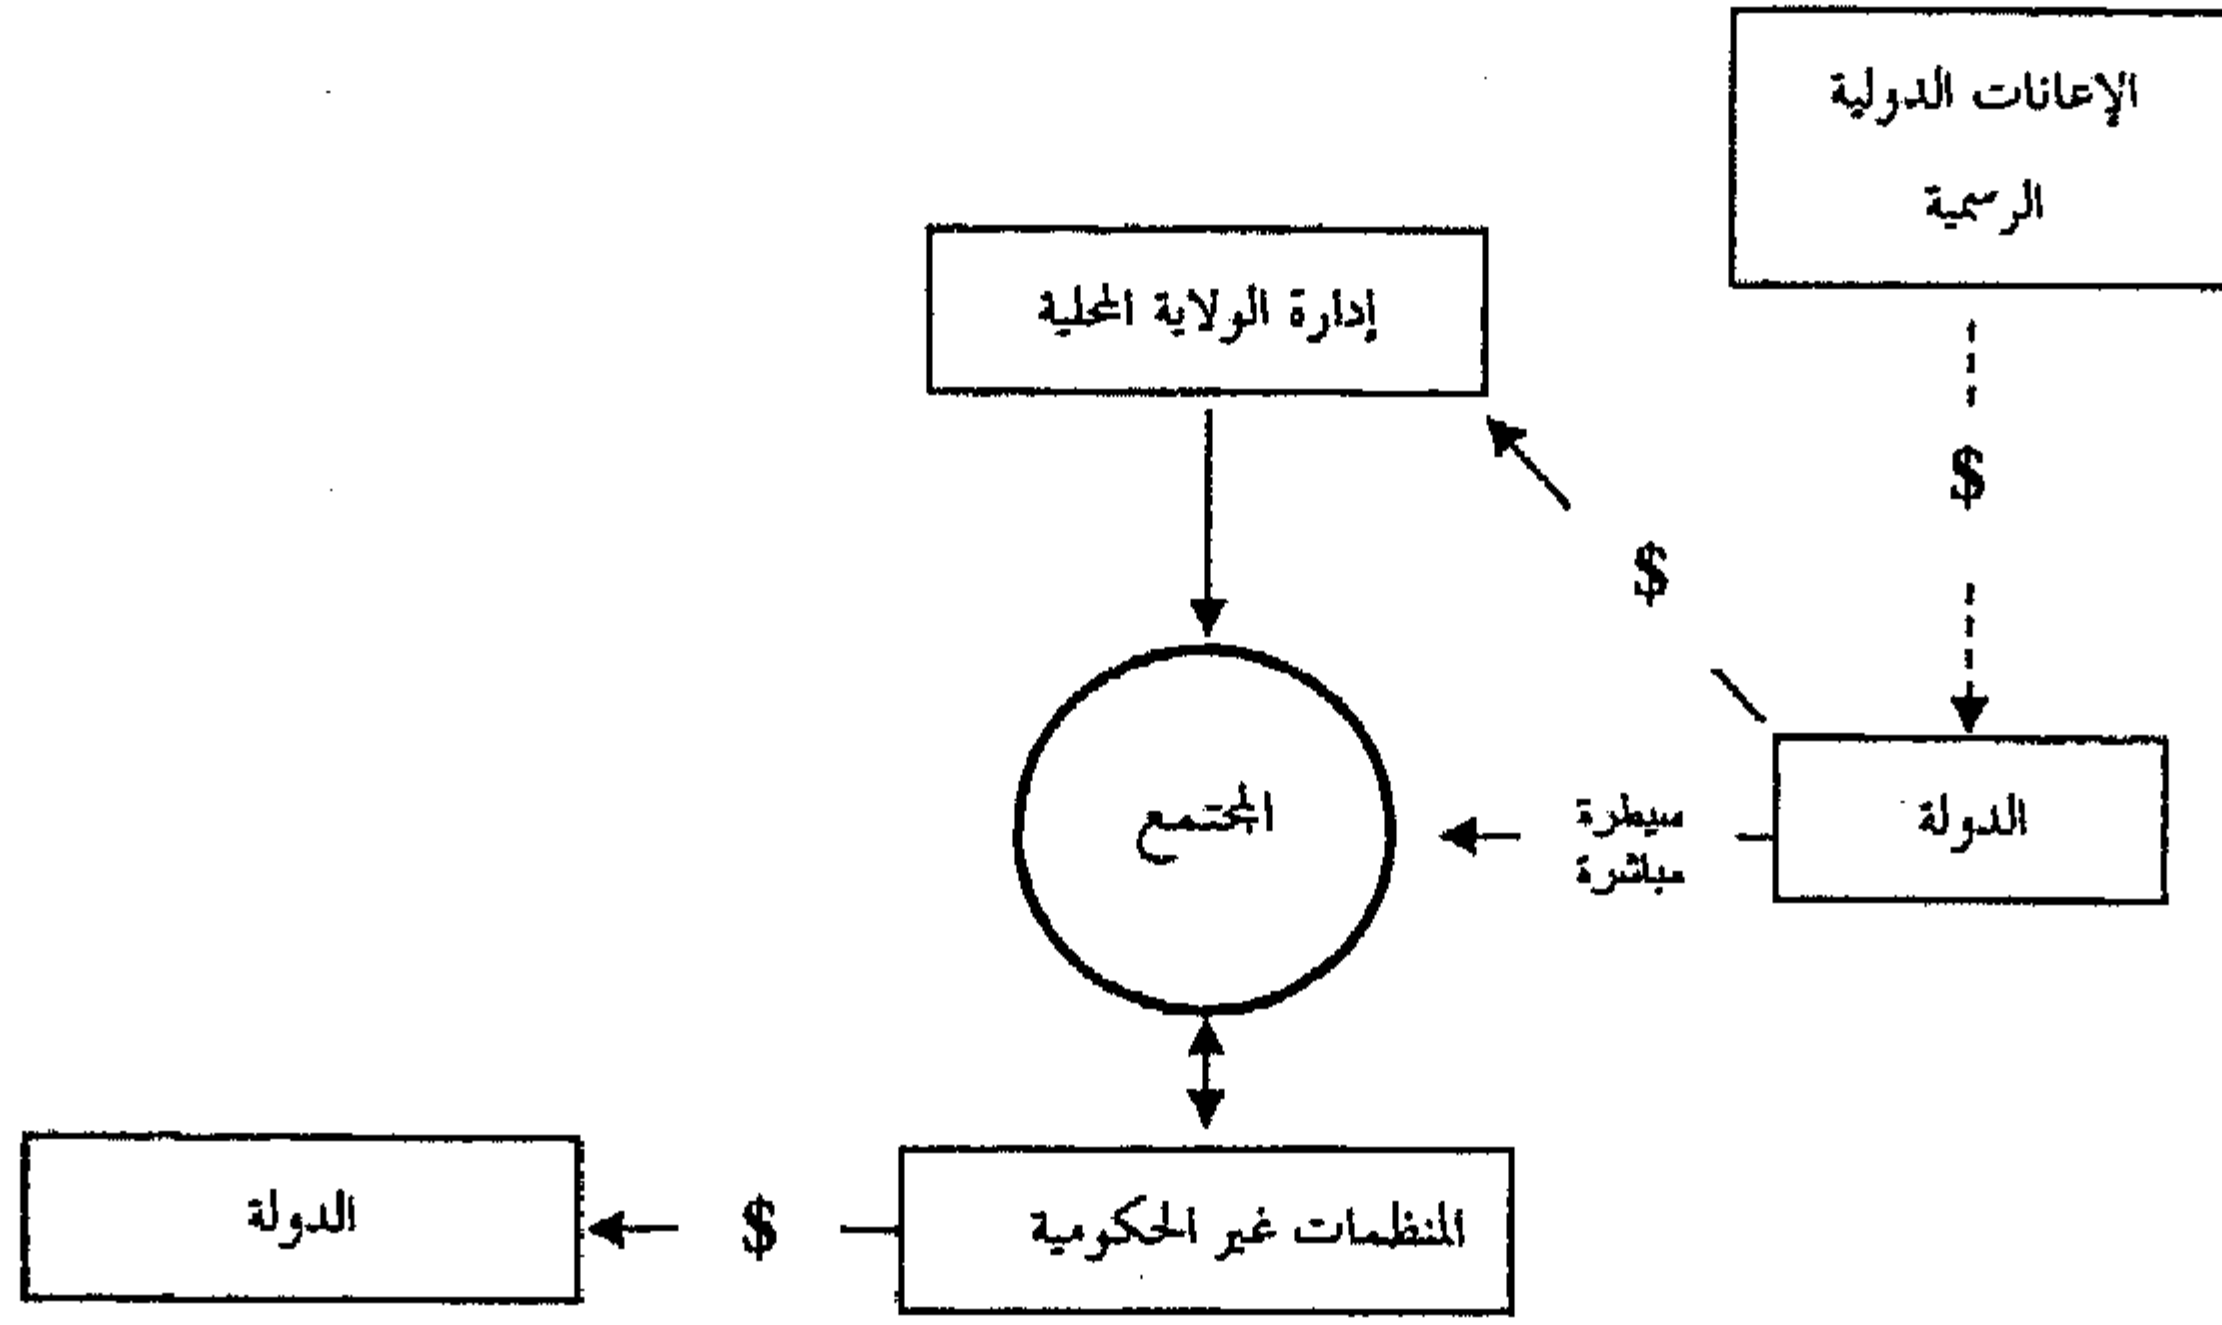 الإعانات الدولية
الرسمية
إدارة الولاية المحلية
$
$
المجتمع
سيطرة
مباشرة
الدولة
الدولة
$
المنظمات غير الحكومية